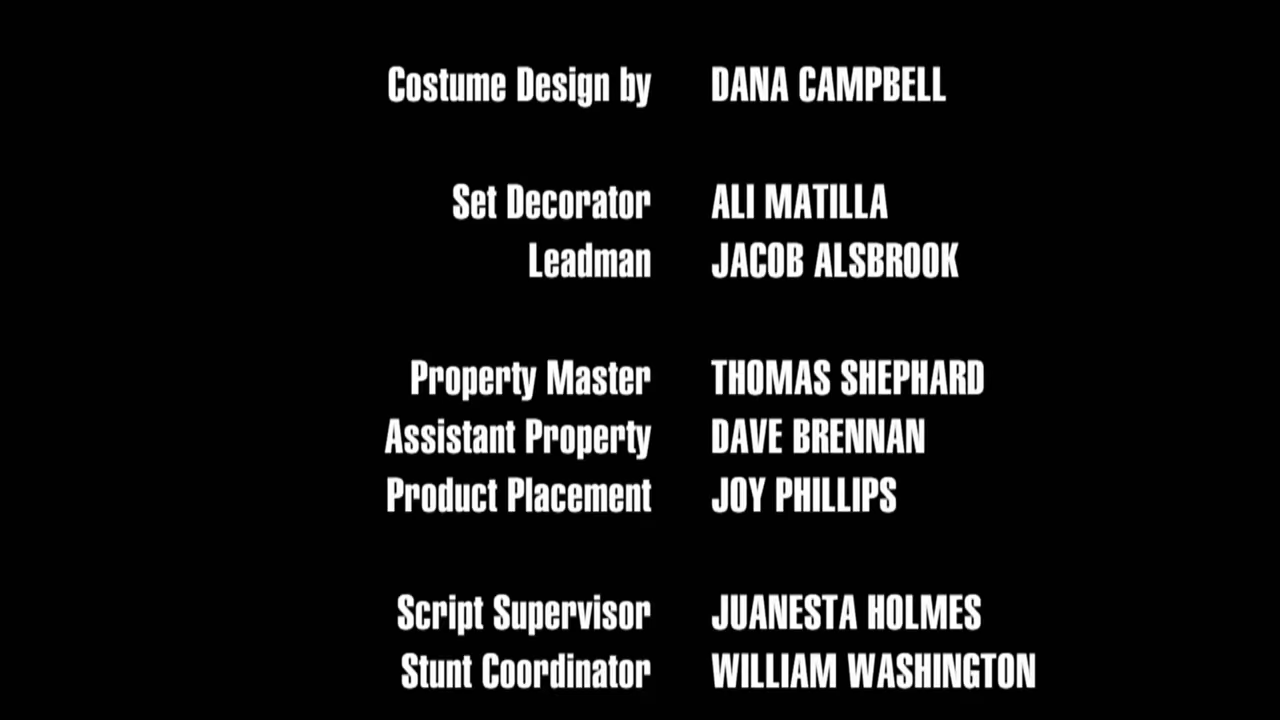 Costume Design by DANA CAMPBELL
Set Decorator ALI MATILLA
Leadman JACOB ALSBROOK
Property Master THOMAS SHEPHARD
Assistant Property DAVE BRENNAN
Product Placement JOY PHILLIPS
Script Supervisor JUANESTA HOLMES
Stunt Coordinator WILLIAM WASHINGTON